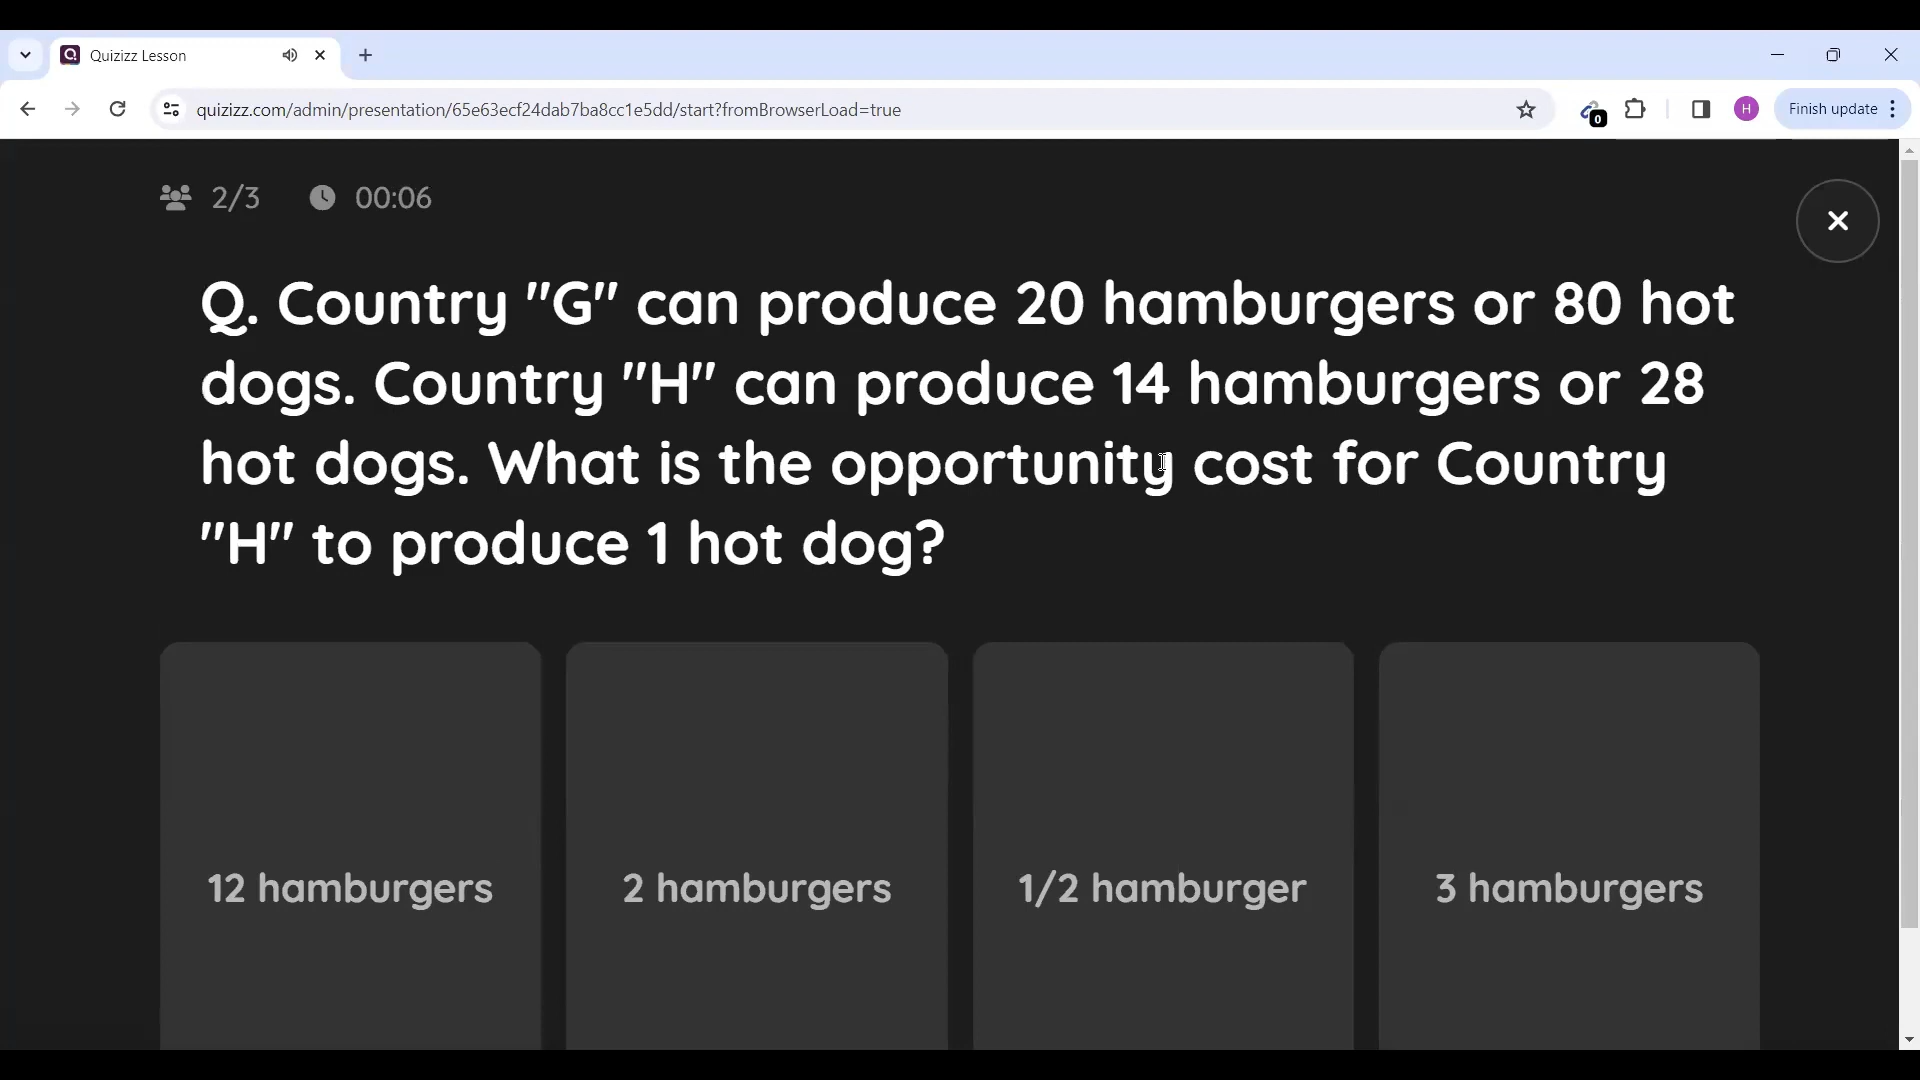 Quizizz Lesson
quizizz.com/admin/presentation/65e63ecf24dab7ba8cc1e5dd/start?fromBrowserLoad=true
0
H
Finish update
2/3
00:06
Q. Country "G" can produce 20 hamburgers or 80 hot
dogs. Country "H" can produce 14 hamburgers or 28
hot dogs. What is the opportunity cost for Country
"H" to produce 1 hot dog?
12 hamburgers
2 hamburgers
1/2 hamburger
3 hamburgers